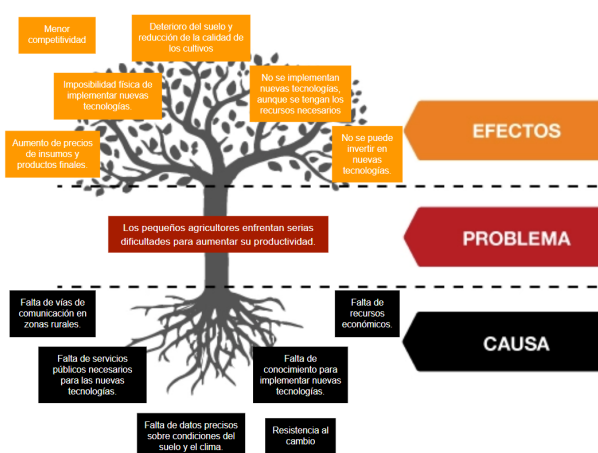 Menor
competitividad
Deterioro del suelo y
reducción de la calidad de
los cultivos
Imposibilidad física de
implementar nuevas
tecnologías.
No se implementan
nuevas tecnologías,
aunque se tengan los
recursos necesarios
Aumento de precios
de insumos y
productos finales.
No se puede
invertir en
nuevas
tecnologías.
EFECTOS
Los pequeños agricultores enfrentan serias
dificultades para aumentar su productividad.
PROBLEMA
Falta de vías de
comunicación en
zonas rurales.
Falta de
recursos
económicos.
Falta de servicios
públicos necesarios
para las nuevas
tecnologías.
Falta de
conocimiento para
implementar nuevas
tecnologías.
CAUSA
Falta de datos precisos
sobre condiciones del
suelo y el clima.
Resistencia al
cambio